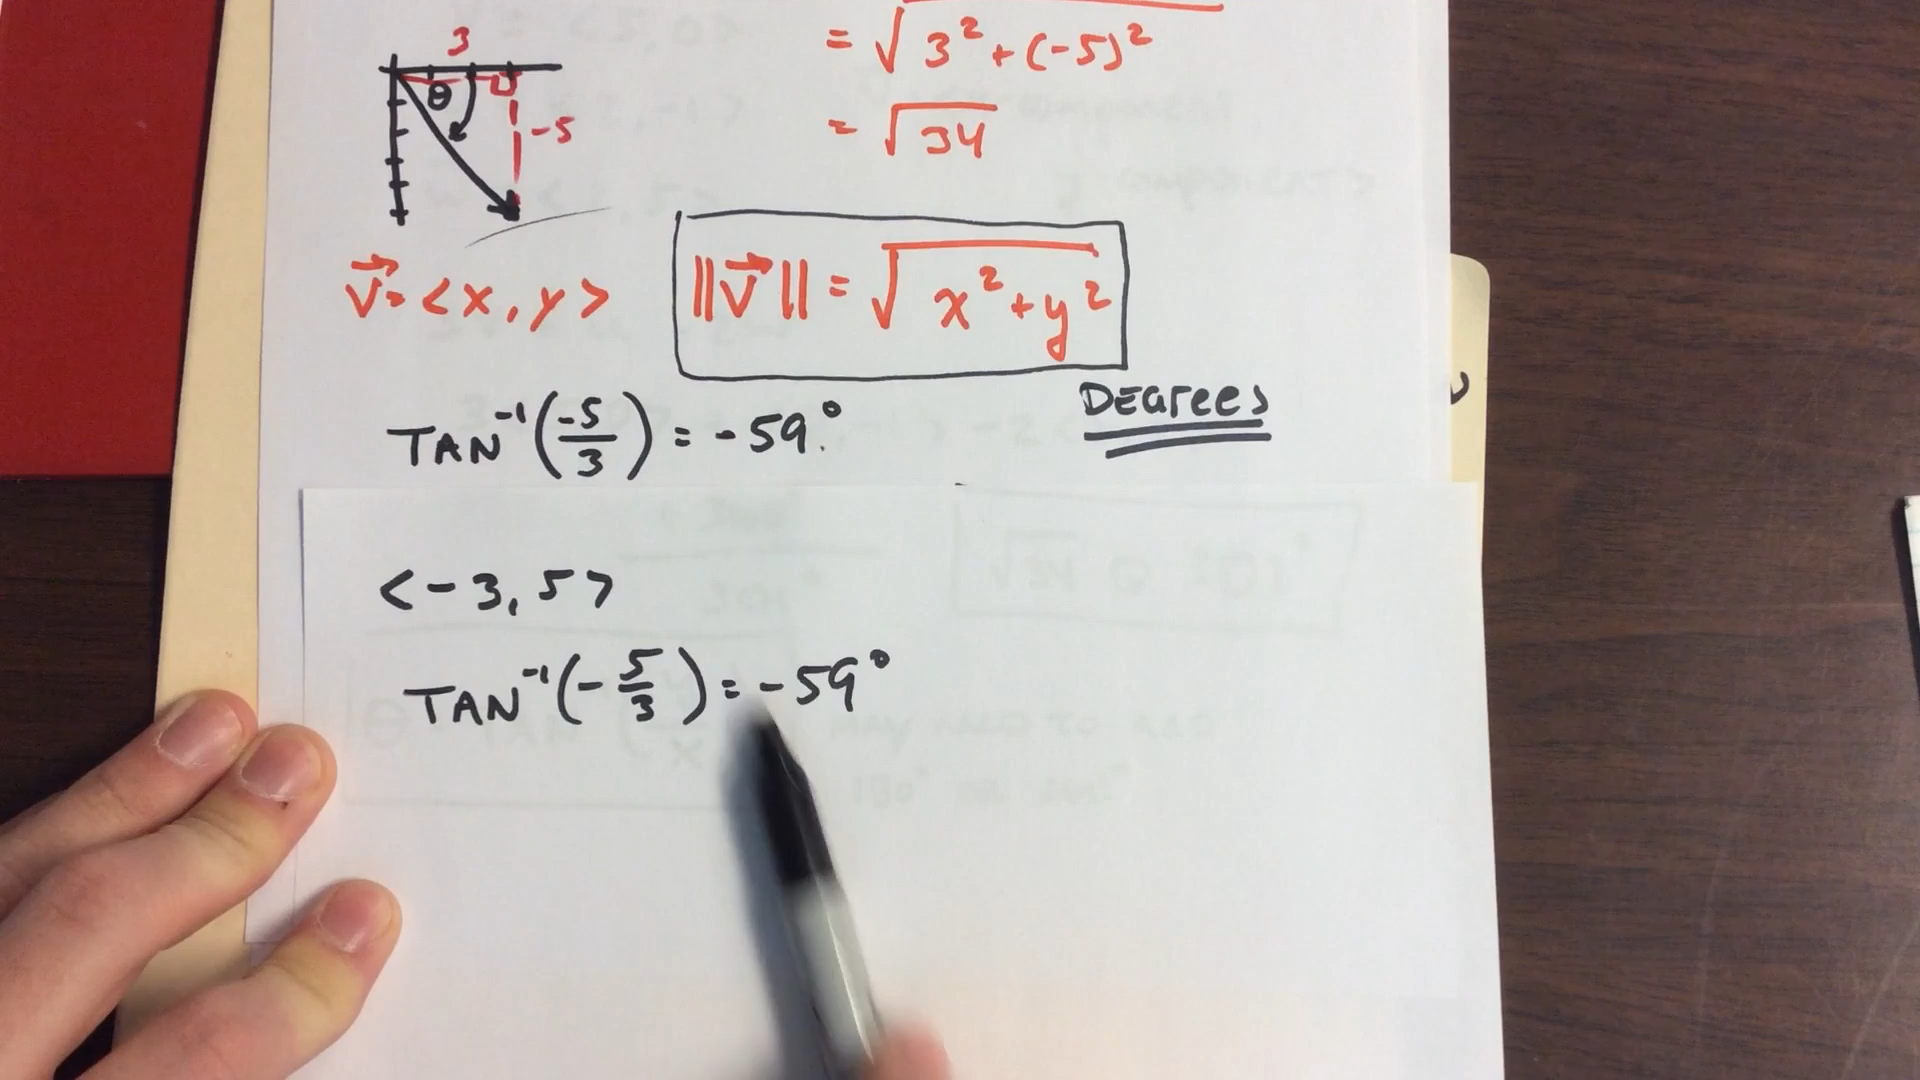 3
θ
-5
= √3² + (-5)²
= √34
v⃗ = <x, y>
||v⃗|| = √x² + y²
TAN⁻¹(-5/3) = -59.°
DEGREES
<-3, 5>
TAN⁻¹(-5/3) = -59°